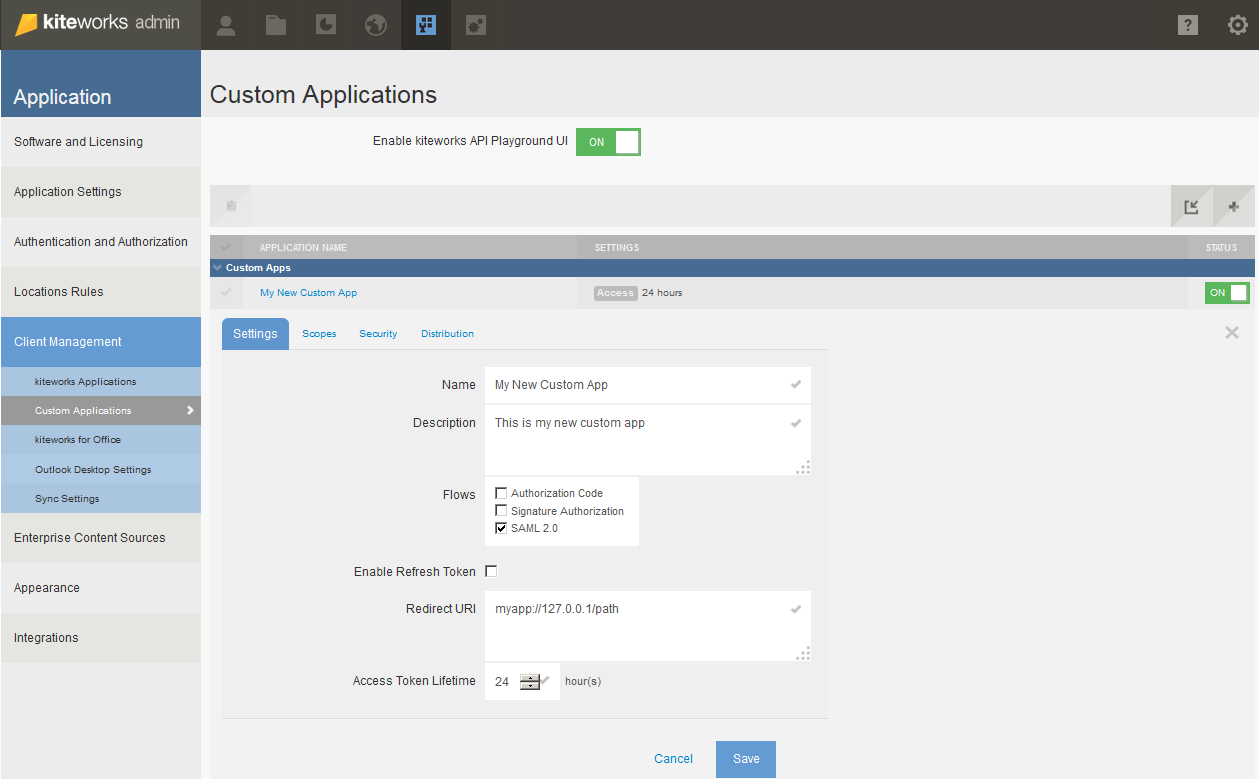 kiteworks admin
?
Application
Custom Applications
Software and Licensing
Enable kiteworks API Playground UI ON
Application Settings
Authentication and Authorization
APPLICATION NAME SETTINGS STATUS
Custom Apps
Locations Rules
My New Custom App Access 24 hours ON
Client Management
Settings Scopes Security Distribution
kiteworks Applications
Custom Applications
kiteworks for Office
Outlook Desktop Settings
Sync Settings
Enterprise Content Sources
Appearance
Integrations
Name My New Custom App
Description This is my new custom app
Flows Authorization Code
Signature Authorization
SAML 2.0
Enable Refresh Token
Redirect URI myapp://127.0.0.1/path
Access Token Lifetime 24 hour(s)
Cancel Save